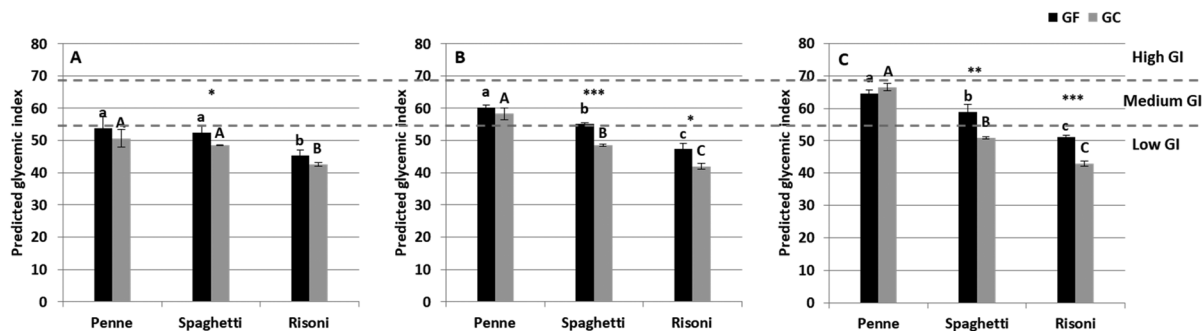 GF GC
A
B
C
Predicted glycemic index
80
70
60
50
40
30
20
10
0
a A
*
a A
b B
Penne Spaghetti Risoni
Predicted glycemic index
80
70
60
50
40
30
20
10
0
a A
***
b B
*
c C
Penne Spaghetti Risoni
Predicted glycemic index
80
70
60
50
40
30
20
10
0
a A
**
b B
***
c C
Penne Spaghetti Risoni
High GI
Medium GI
Low GI